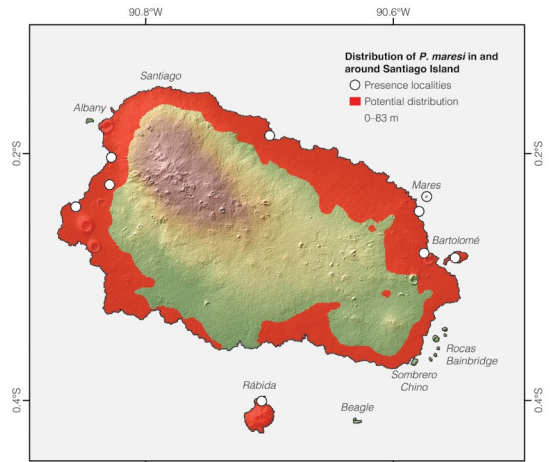 90.8°W
90.6°W
Distribution of P. maresi in and
around Santiago Island
Presence localities
Potential distribution
0–83 m
Santiago
Albany
0.2°S
0.2°S
Mares
Bartolomé
Rocas
Bainbridge
Sombrero
Chino
Rábida
Beagle
0.4°S
0.4°S